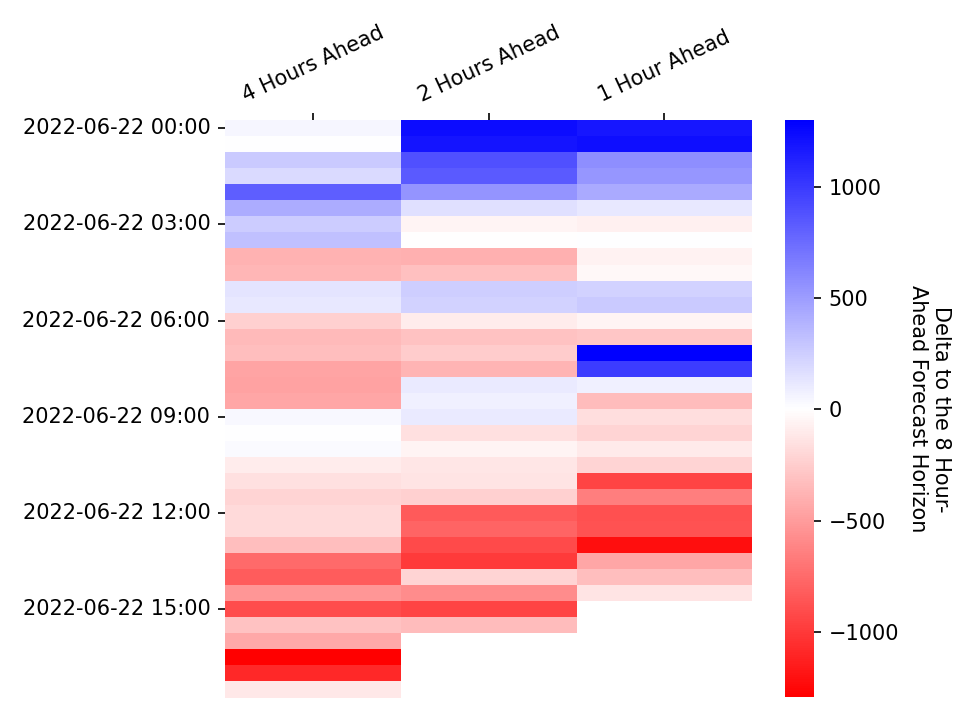 4 Hours Ahead
2 Hours Ahead
1 Hour Ahead
2022-06-22 00:00
2022-06-22 03:00
2022-06-22 06:00
2022-06-22 09:00
2022-06-22 12:00
2022-06-22 15:00
1000
500
0
−500
−1000
Delta to the 8 Hour-
Ahead Forecast Horizon